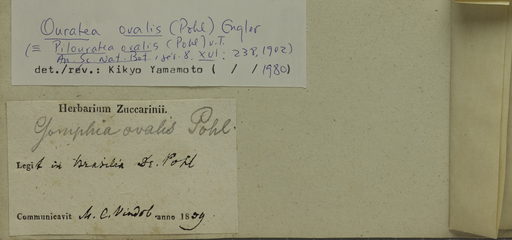 Ouratea ovalis (Pohl) Engler
(≡ Pilouratea ovalis (Pohl) v.T.
An. Sc. Nat. Bot., sér. 8. XVI: 238, 1902)
det./rev.: Kikyo Yamamoto ( / / 1980)
Herbarium Zuccarinii.
Gomphia ovalis Pohl.
Legit in Brasilia Dr. Pohl
Communicavit M. C. Vindob. anno 1839